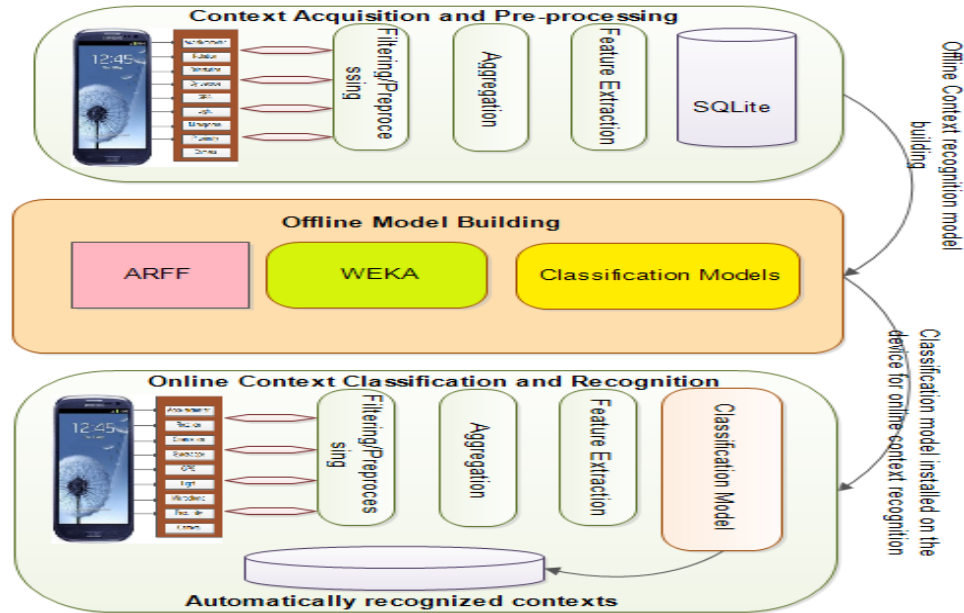 Context Acquisition and Pre-processing
12:45
Filtering/Preproce
ssing
Aggregation
Feature Extraction
SQLite
Offline Context recognition model
building
Offline Model Building
ARFF
WEKA
Classification Models
Classification model installed on the
device for online context recognition
Online Context Classification and Recognition
12:45
GPS
Light
Filtering/Preproces
sing
Aggregation
Feature Extraction
Classification Model
Automatically recognized contexts